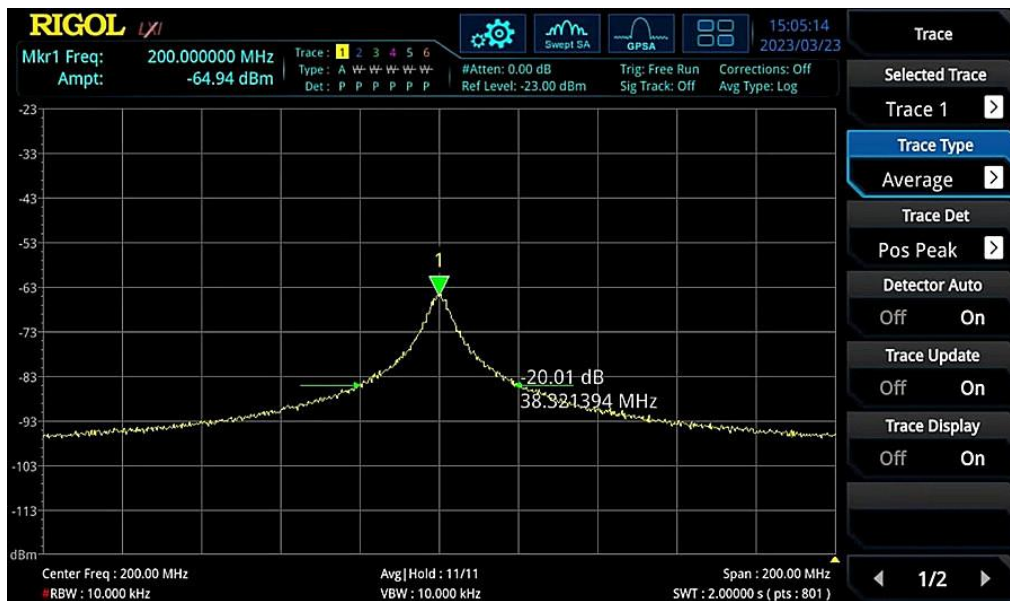 RIGOL LXI
Mkr1 Freq: 200.000000 MHz
Ampt: -64.94 dBm
Trace : 1 2 3 4 5 6
Type : A W W W W W
Det : P P P P P P
Swept SA
GPSA
15:05:14
2023/03/23
#Atten: 0.00 dB Trig: Free Run Corrections: Off
Ref Level: -23.00 dBm Sig Track: Off Avg Type: Log
-23
-33
-43
-53
-63
-73
-83
-93
-103
-113
dBm
1
-20.01 dB
38.321394 MHz
Center Freq : 200.00 MHz Avg|Hold : 11/11 Span : 200.00 MHz
#RBW : 10.000 kHz VBW : 10.000 kHz SWT : 2.00000 s ( pts : 801 )
Trace
Selected Trace
Trace 1
Trace Type
Average
Trace Det
Pos Peak
Detector Auto
Off On
Trace Update
Off On
Trace Display
Off On
1/2